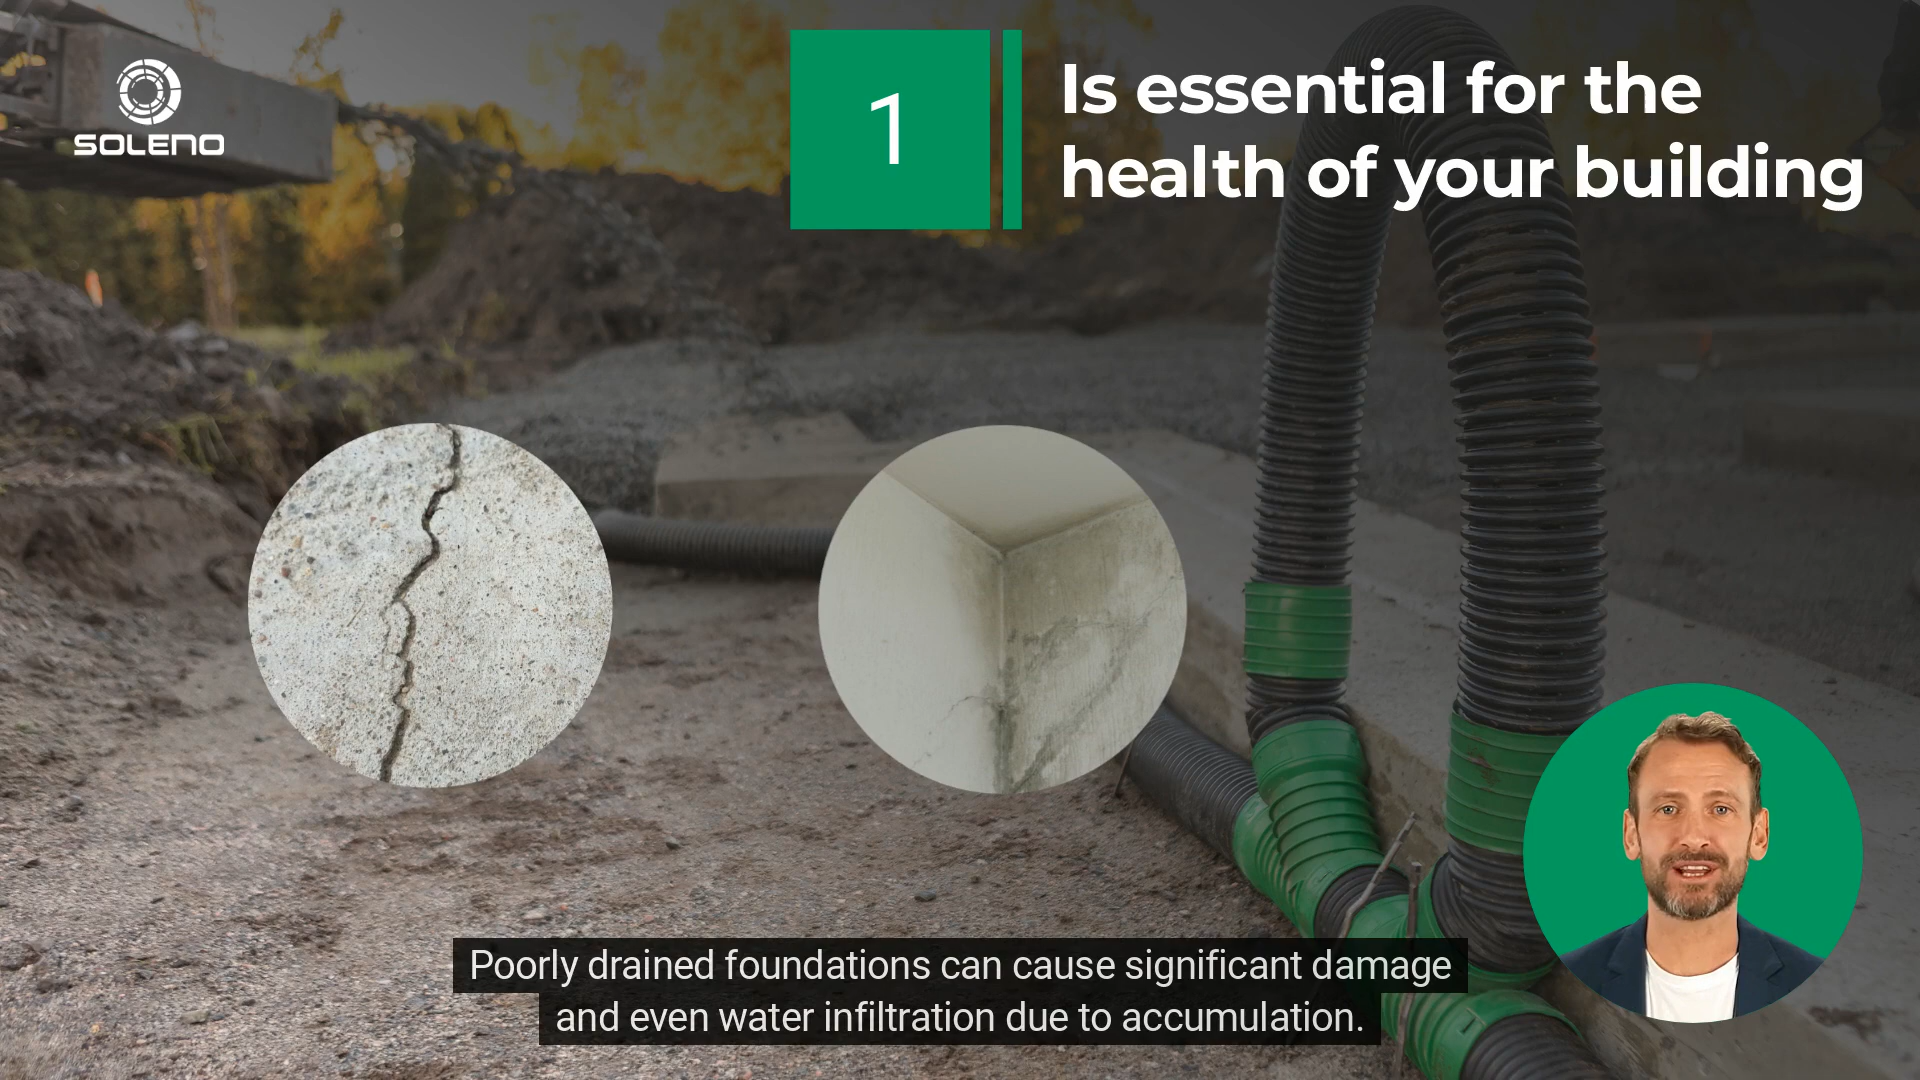 SOLENO
1
Is essential for the
health of your building
Poorly drained foundations can cause significant damage
and even water infiltration due to accumulation.